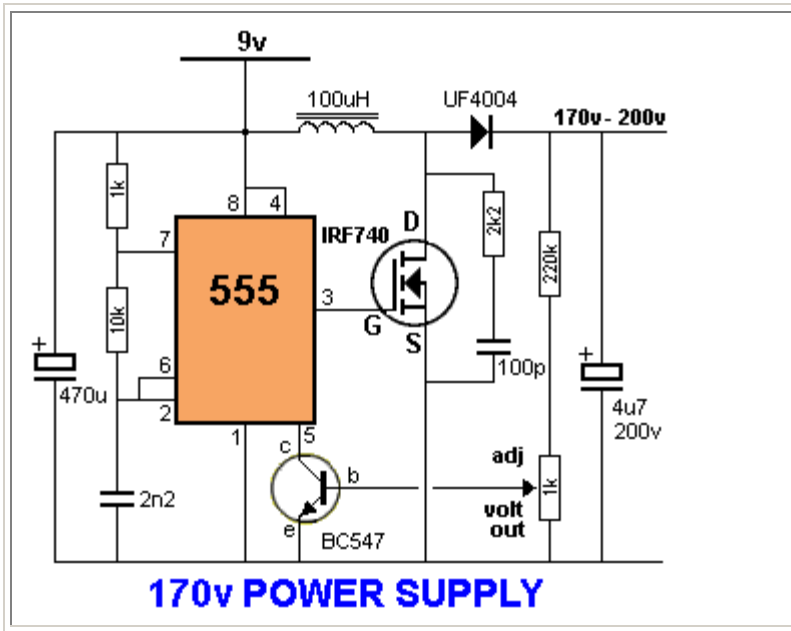 9v
100uH
UF4004
170v - 200v
1k
8
4
7
IRF740
D
2k2
555
220k
3
10k
G
S
+
470u
6
2
100p
+
4u7
200v
1
5
c
b
adj
volt
out
1k
2n2
e
BC547
170v POWER SUPPLY